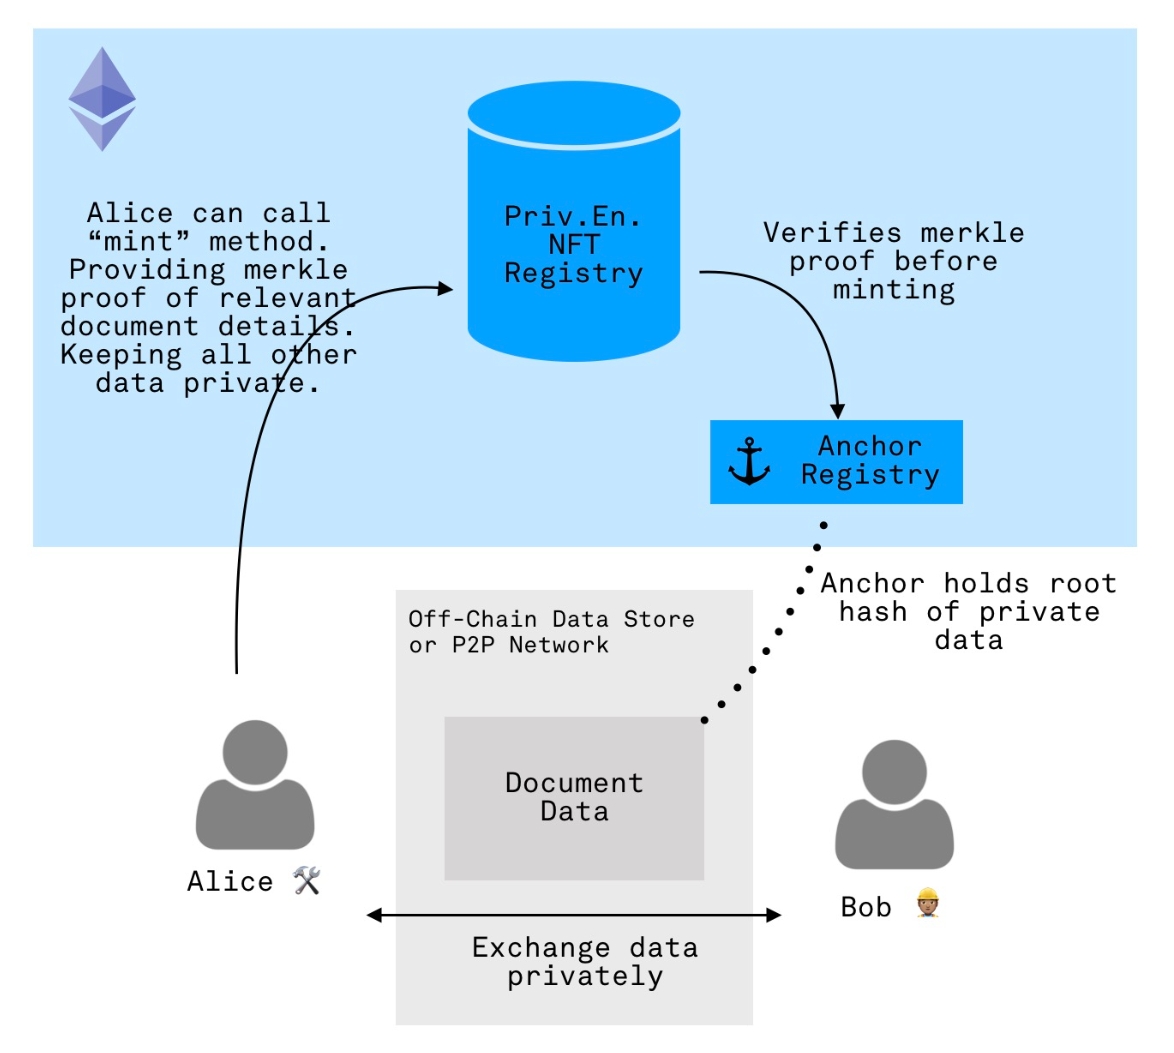 Alice can call
“mint” method.
Providing merkle
proof of relevant
document details.
Keeping all other
data private.
Priv.En.
NFT
Registry
Verifies merkle
proof before
minting
Anchor
Registry
Anchor holds root
hash of private
data
Off-Chain Data Store
or P2P Network
Document
Data
Alice
Bob
Exchange data
privately